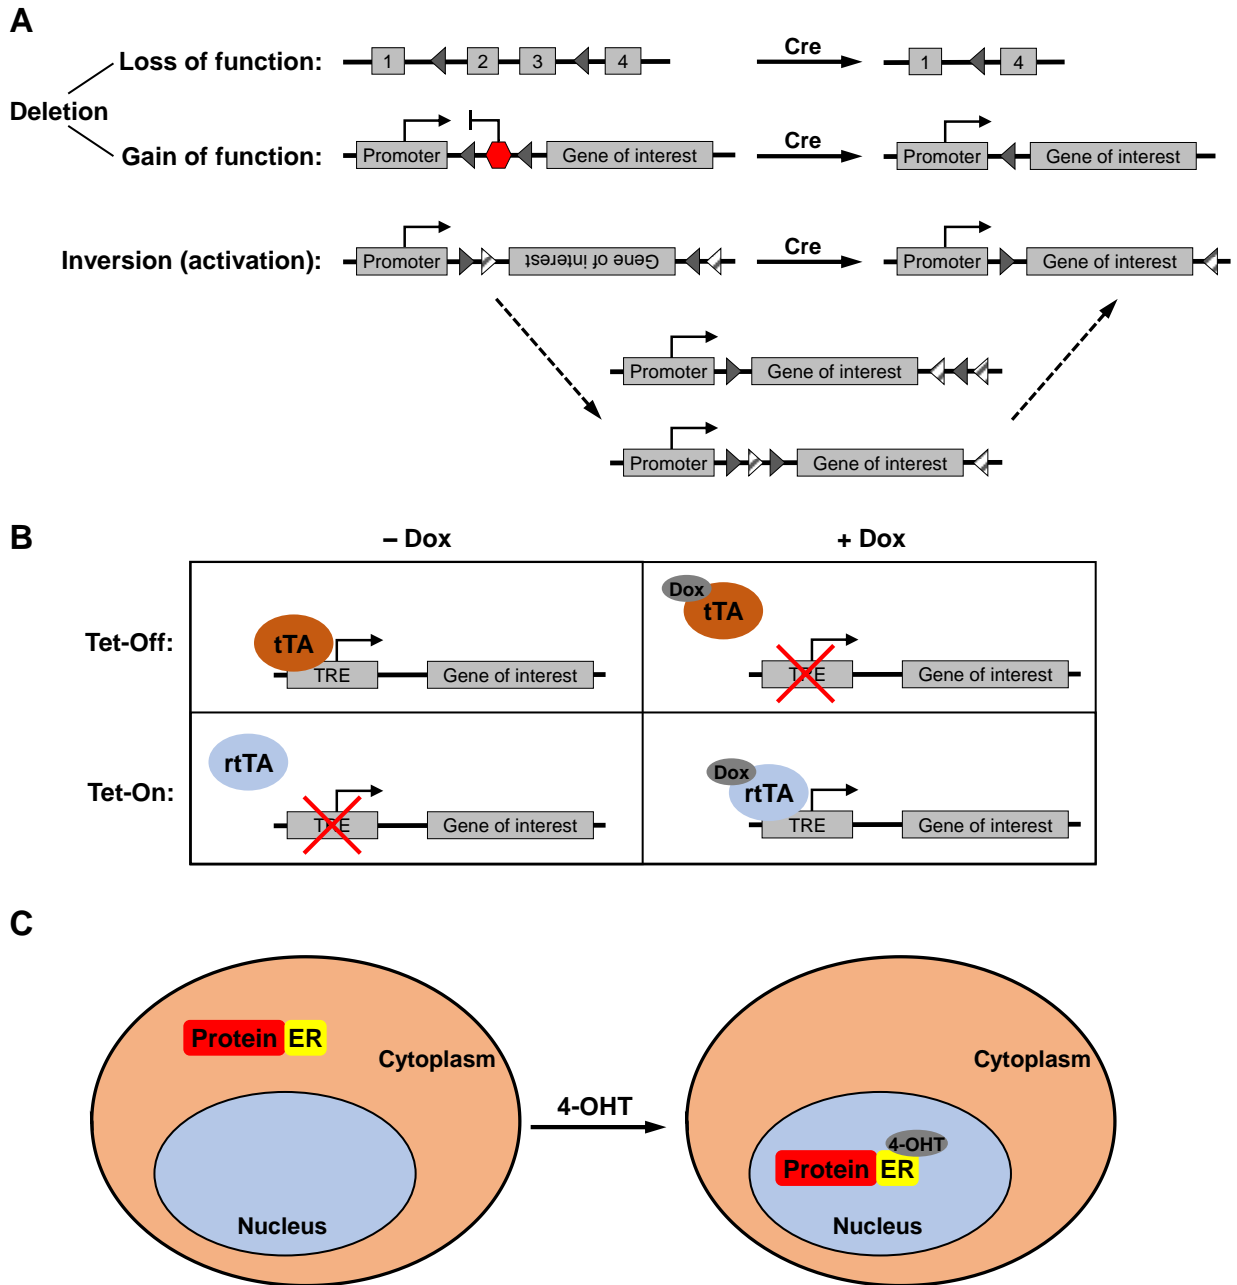 A
Loss of function:
1
2
3
4
Cre
1
4
Deletion
Gain of function:
Promoter
Gene of interest
Cre
Promoter
Gene of interest
Inversion (activation):
Promoter
Gene of interest
Cre
Promoter
Gene of interest
Promoter
Gene of interest
Promoter
Gene of interest
B
– Dox
+ Dox
Tet-Off:
tTA
TRE
Gene of interest
Dox
tTA
TRE
Gene of interest
Tet-On:
rtTA
TRE
Gene of interest
Dox
rtTA
TRE
Gene of interest
C
Protein
ER
Cytoplasm
Nucleus
4-OHT
Cytoplasm
4-OHT
Protein
ER
Nucleus